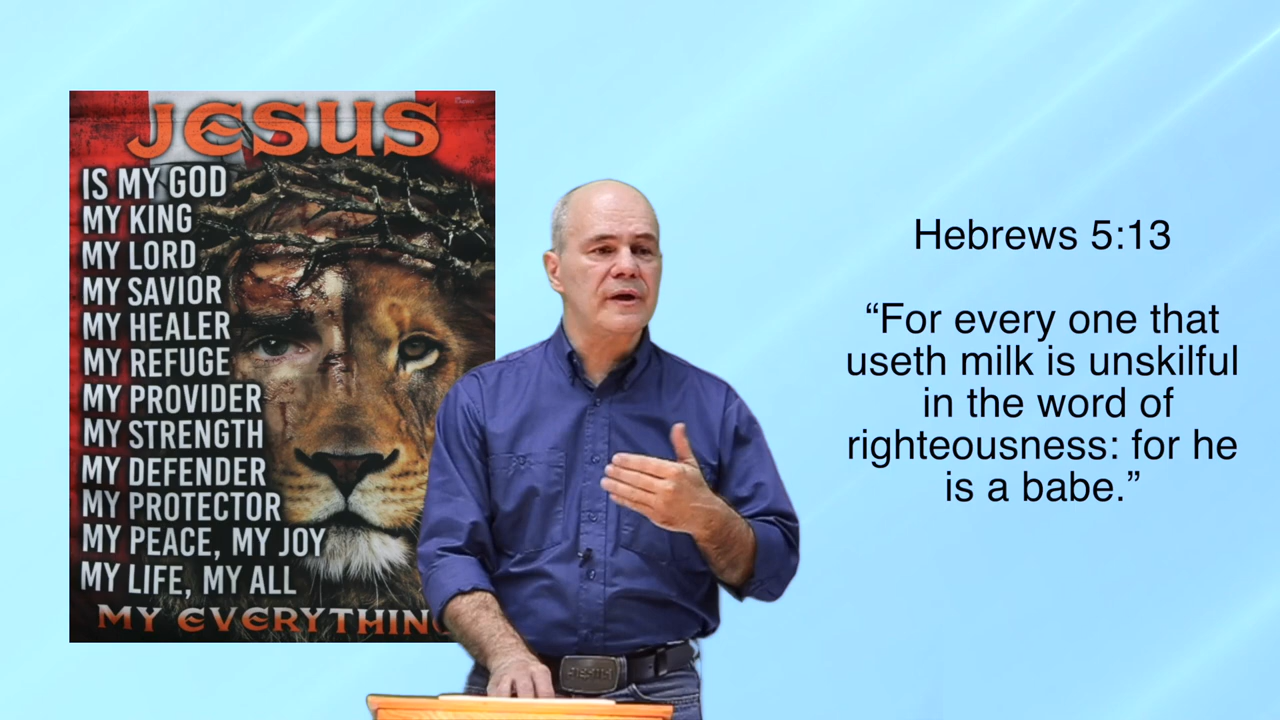 JESUS
IS MY GOD
MY KING
MY LORD
MY SAVIOR
MY HEALER
MY REFUGE
MY PROVIDER
MY STRENGTH
MY DEFENDER
MY PROTECTOR
MY PEACE, MY JOY
MY LIFE, MY ALL
MY EVERYTHING
Hebrews 5:13
“For every one that
useth milk is unskilful
in the word of
righteousness: for he
is a babe.”